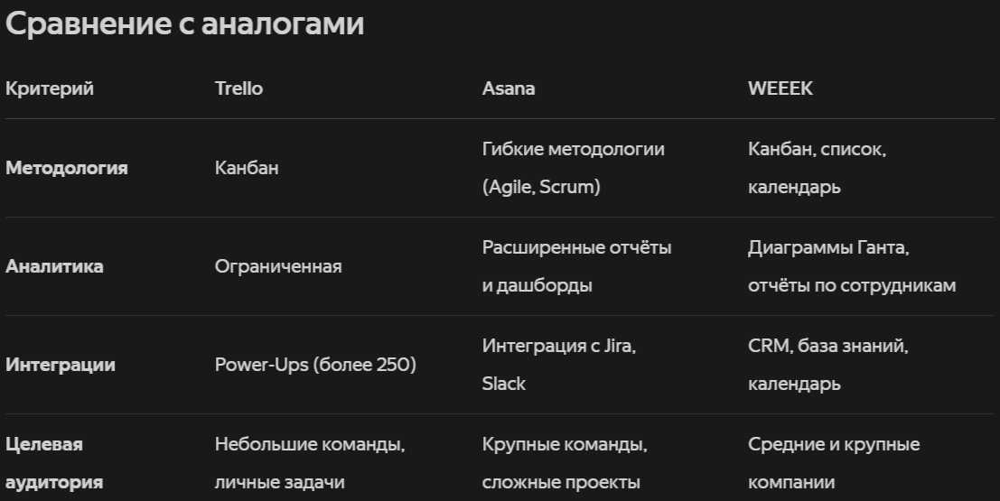 Сравнение с аналогами
Критерий Trello Asana WEEEK
Методология Канбан Гибкие методологии (Agile, Scrum) Канбан, список, календарь
Аналитика Ограниченная Расширенные отчёты и дашборды Диаграммы Ганта, отчёты по сотрудникам
Интеграции Power-Ups (более 250) Интеграция с Jira, Slack CRM, база знаний, календарь
Целевая аудитория Небольшие команды, личные задачи Крупные команды, сложные проекты Средние и крупные компании